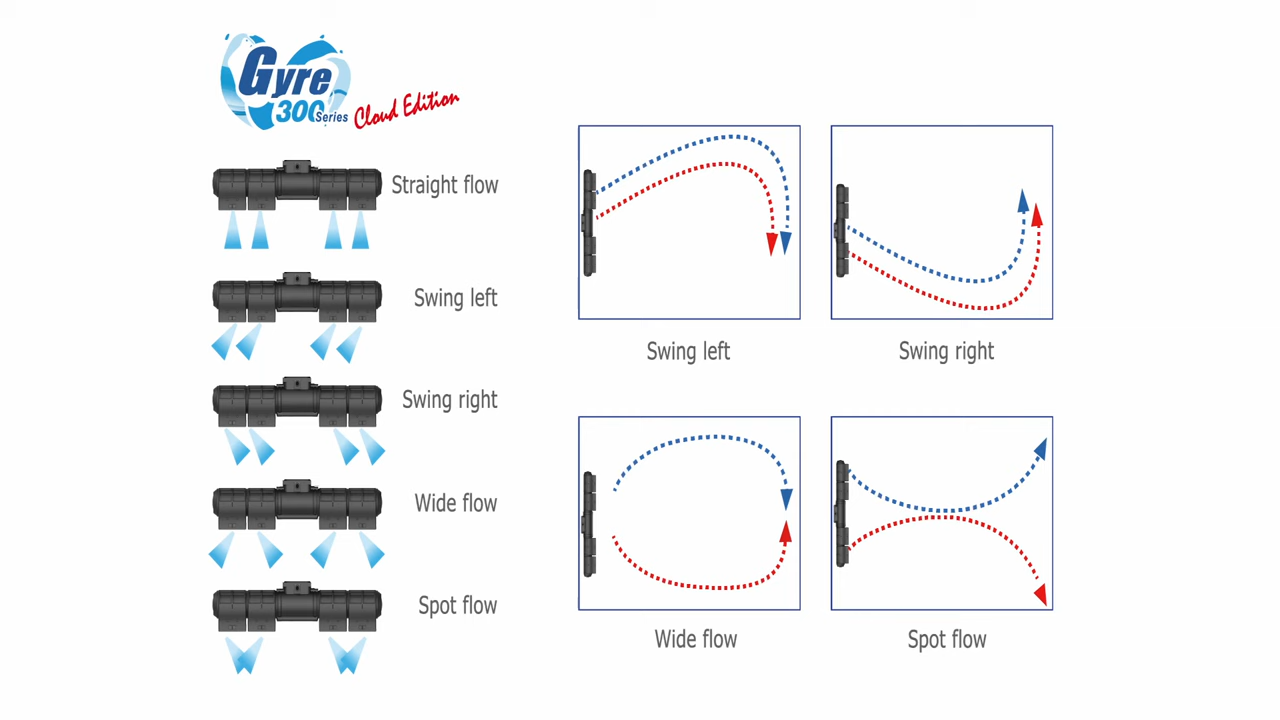 Gyre
300 Series Cloud Edition
Straight flow
Swing left
Swing right
Wide flow
Spot flow
Swing left
Swing right
Wide flow
Spot flow